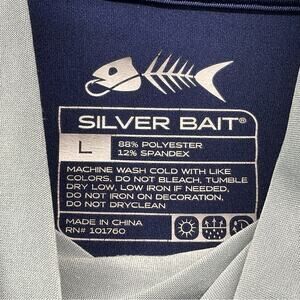 SILVER BAIT®
L
88% POLYESTER
12% SPANDEX
MACHINE WASH COLD WITH LIKE
COLORS, DO NOT BLEACH, TUMBLE
DRY LOW, LOW IRON IF NEEDED,
DO NOT IRON ON DECORATION,
DO NOT DRYCLEAN
MADE IN CHINA
RN# 101760